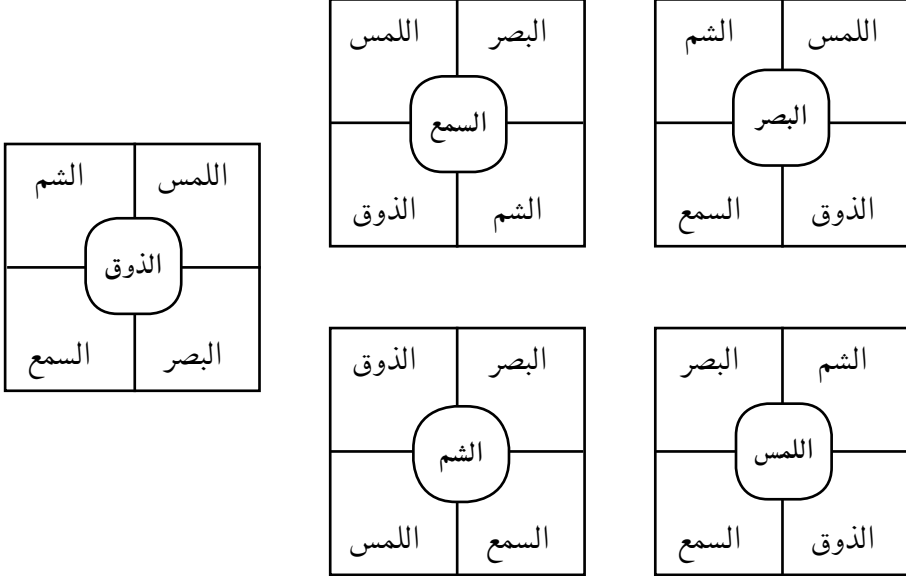 اللمس الشم
البصر
الذوق السمع
البصر اللمس
السمع
الشم الذوق
اللمس الشم
الذوق
البصر السمع
الشم البصر
اللمس
الذوق السمع
البصر الذوق
الشم
السمع اللمس